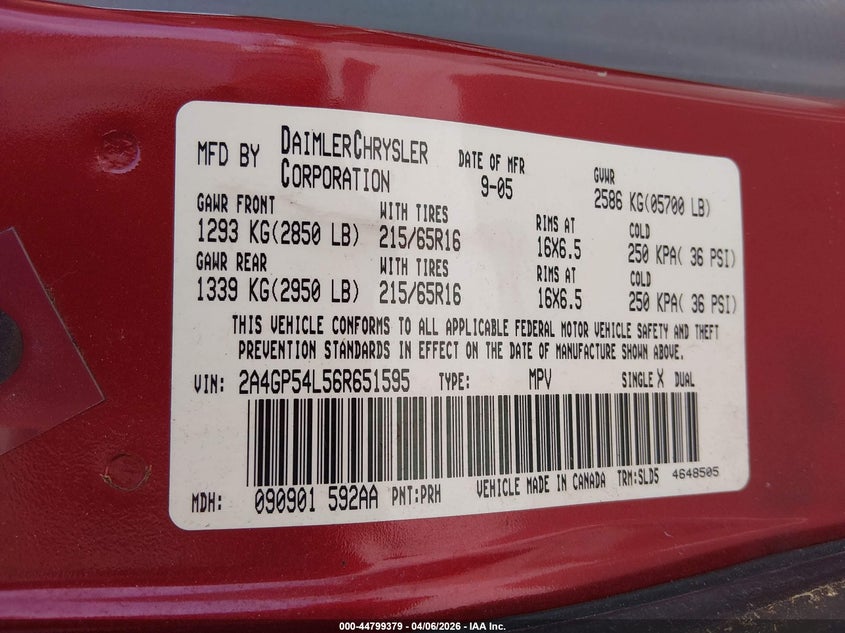 MFD BY DAIMLERCHRYSLER CORPORATION DATE OF MFR 9-05 GVWR 2586 KG(05700 LB)
GAWR FRONT WITH TIRES RIMS AT COLD
1293 KG(2850 LB) 215/65R16 16X6.5 250 KPA( 36 PSI)
GAWR REAR WITH TIRES RIMS AT COLD
1339 KG(2950 LB) 215/65R16 16X6.5 250 KPA( 36 PSI)
THIS VEHICLE CONFORMS TO ALL APPLICABLE FEDERAL MOTOR VEHICLE SAFETY AND THEFT
PREVENTION STANDARDS IN EFFECT ON THE DATE OF MANUFACTURE SHOWN ABOVE.
VIN: 2A4GP54L56R651595 TYPE: MPV SINGLE X DUAL
MDH: 090901 592AA PNT:PRH VEHICLE MADE IN CANADA TRM:SLD5 4648505
000-44799379 04/06/2026 - IAA Inc.